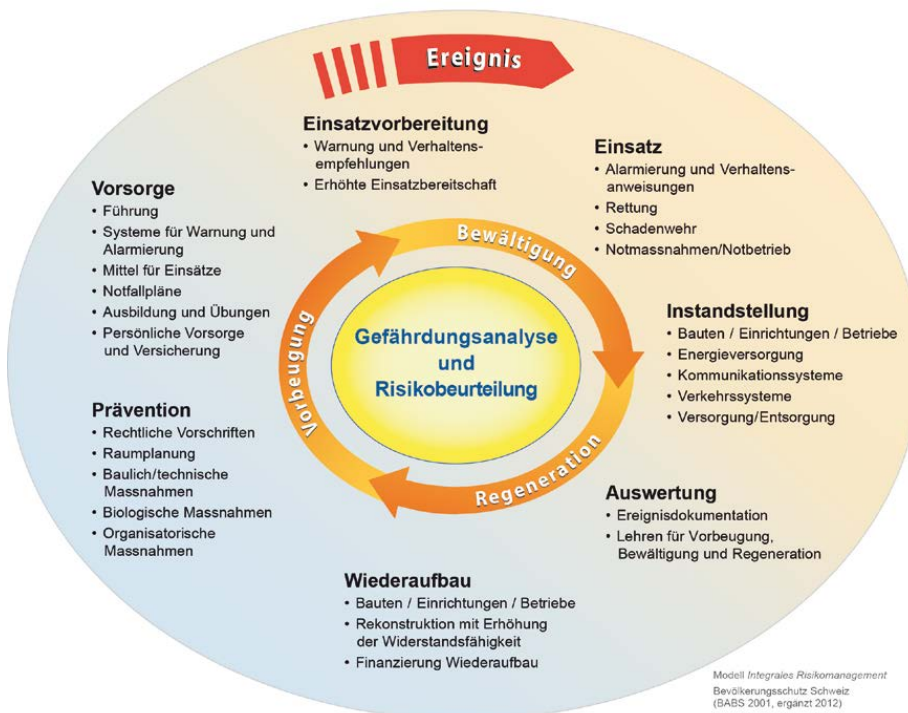 Ereignis
Einsatzvorbereitung
• Warnung und Verhaltens-
empfehlungen
• Erhöhte Einsatzbereitschaft
Einsatz
• Alarmierung und Verhaltens-
anweisungen
• Rettung
• Schadenwehr
• Notmassnahmen/Notbetrieb
Vorsorge
• Führung
• Systeme für Warnung und
Alarmierung
• Mittel für Einsätze
• Notfallpläne
• Ausbildung und Übungen
• Persönliche Vorsorge
und Versicherung
Bewältigung
Vorbeugung
Regeneration
Gefährdungsanalyse
und
Risikobeurteilung
Instandstellung
• Bauten / Einrichtungen / Betriebe
• Energieversorgung
• Kommunikationssysteme
• Verkehrssysteme
• Versorgung/Entsorgung
Prävention
• Rechtliche Vorschriften
• Raumplanung
• Baulich/technische
Massnahmen
• Biologische Massnahmen
• Organisatorische
Massnahmen
Auswertung
• Ereignisdokumentation
• Lehren für Vorbeugung,
Bewältigung und Regeneration
Wiederaufbau
• Bauten / Einrichtungen / Betriebe
• Rekonstruktion mit Erhöhung
der Widerstandsfähigkeit
• Finanzierung Wiederaufbau
Modell Integrales Risikomanagement
Bevölkerungsschutz Schweiz
(BABS 2001, ergänzt 2012)